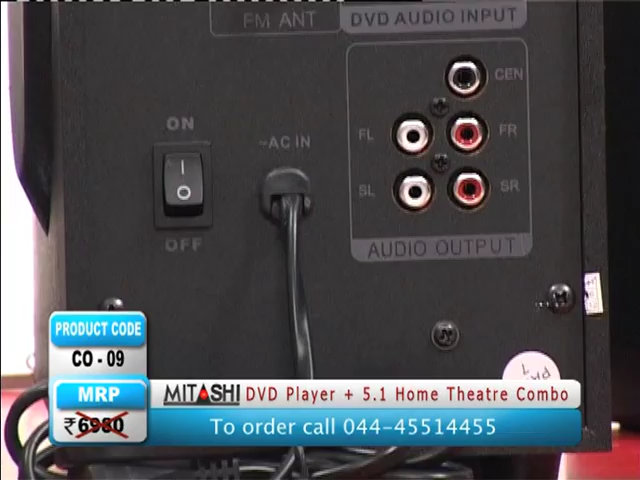 FM ANT
DVD AUDIO INPUT
CEN
ON
~AC IN
FL
FR
SL
SR
OFF
AUDIO OUTPUT
PRODUCT CODE
CO - 09
MRP
₹6980
MITASHI DVD Player + 5.1 Home Theatre Combo
To order call 044-45514455